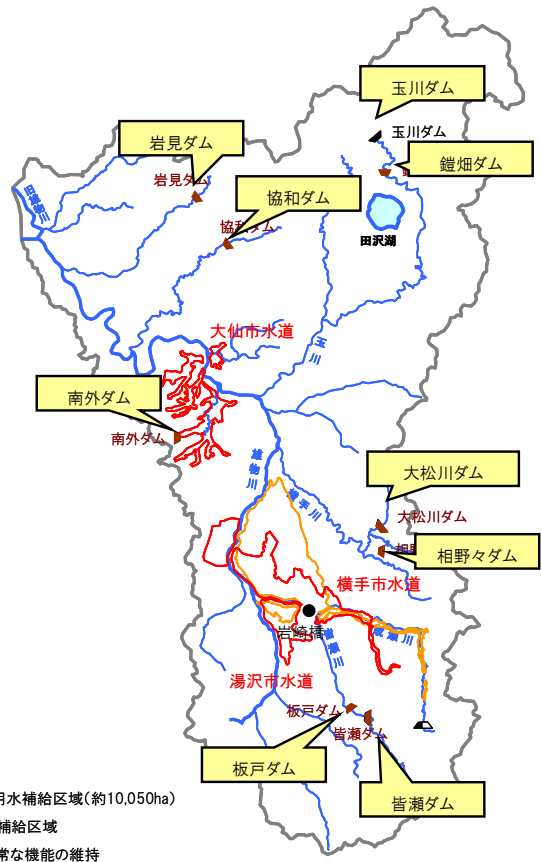 玉川ダム
玉川ダム
岩見ダム
鎧畑ダム
岩見ダム
協和ダム
協和ダム
田沢湖
大仙市水道
玉川
南外ダム
南外ダム
雄物川
横手川
大松川ダム
大松川ダム
相野々ダム
横手市水道
岩崎橋
皆瀬川
成瀬川
湯沢市水道
板戸ダム
皆瀬ダム
板戸ダム
皆瀬ダム
用水補給区域(約10,050ha)
補給区域
常な機能の維持